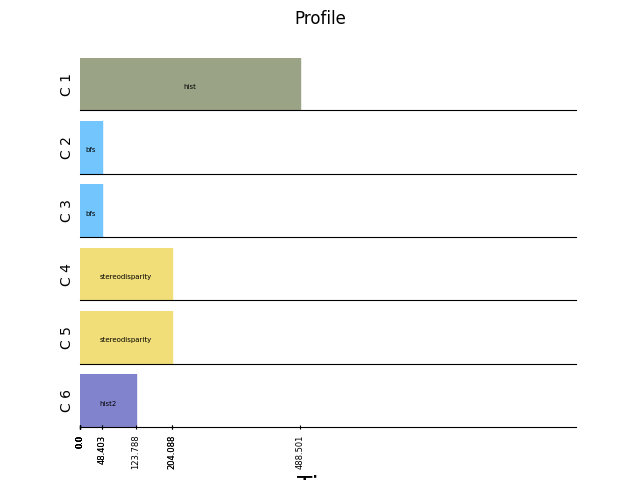 Profile
C 1
hist
C 2
bfs
C 3
bfs
C 4
stereodisparity
C 5
stereodisparity
C 6
hist2
0.0
48.403
123.788
204.088
488.501